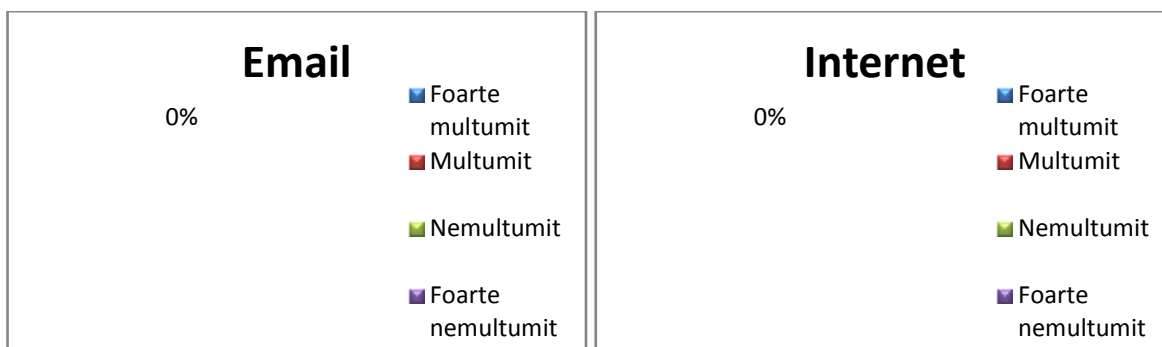 Email
0%
Foarte
multumit
Multumit
Nemultumit
Foarte
nemultumit
Internet
0%
Foarte
multumit
Multumit
Nemultumit
Foarte
nemultumit